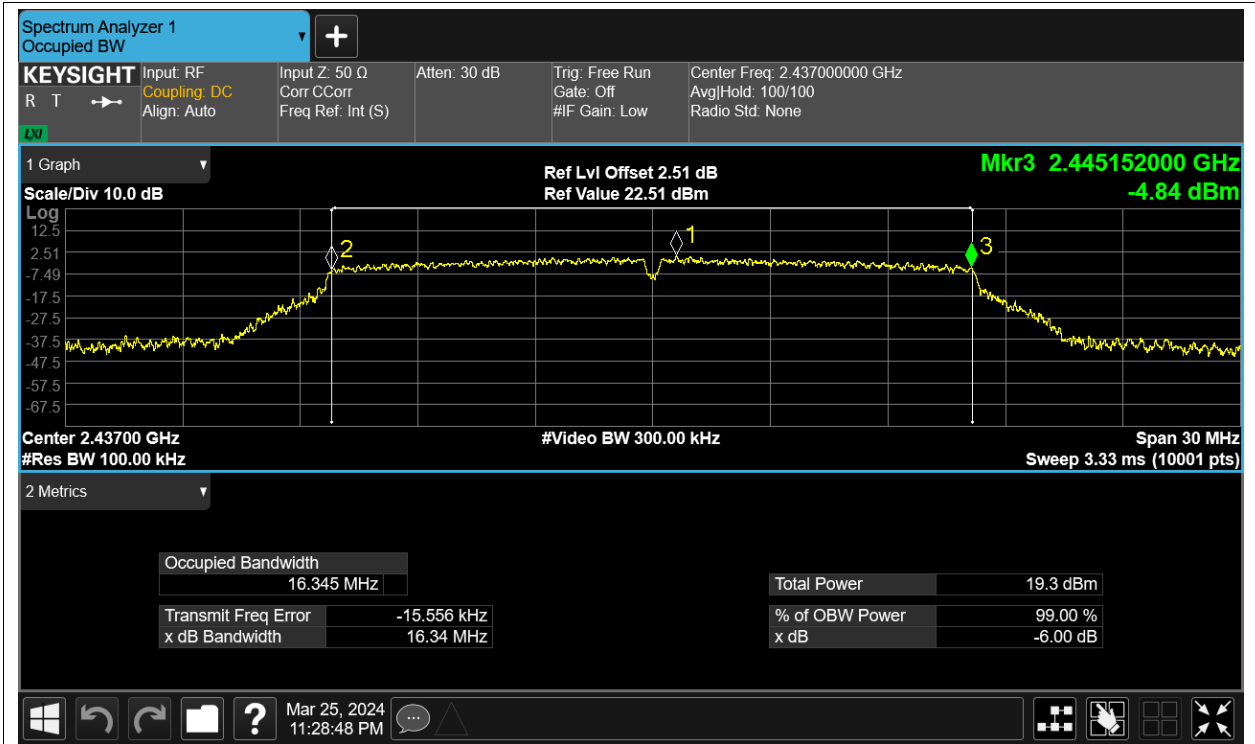 Spectrum Analyzer 1
Occupied BW
+
KEYSIGHT
R T
LXI
Input: RF
Coupling: DC
Align: Auto
Input Z: 50 Ω
Corr CCorr
Freq Ref: Int (S)
Atten: 30 dB
Trig: Free Run
Gate: Off
#IF Gain: Low
Center Freq: 2.437000000 GHz
Avg|Hold: 100/100
Radio Std: None
1 Graph
Scale/Div 10.0 dB
Ref Lvl Offset 2.51 dB
Ref Value 22.51 dBm
Mkr3 2.445152000 GHz
-4.84 dBm
Log
12.5
2.51
-7.49
-17.5
-27.5
-37.5
-47.5
-57.5
-67.5
2
1
3
Center 2.43700 GHz
#Res BW 100.00 kHz
#Video BW 300.00 kHz
Span 30 MHz
Sweep 3.33 ms (10001 pts)
2 Metrics
Occupied Bandwidth
16.345 MHz
Transmit Freq Error -15.556 kHz
x dB Bandwidth 16.34 MHz
Total Power 19.3 dBm
% of OBW Power 99.00 %
x dB -6.00 dB
?
Mar 25, 2024
11:28:48 PM